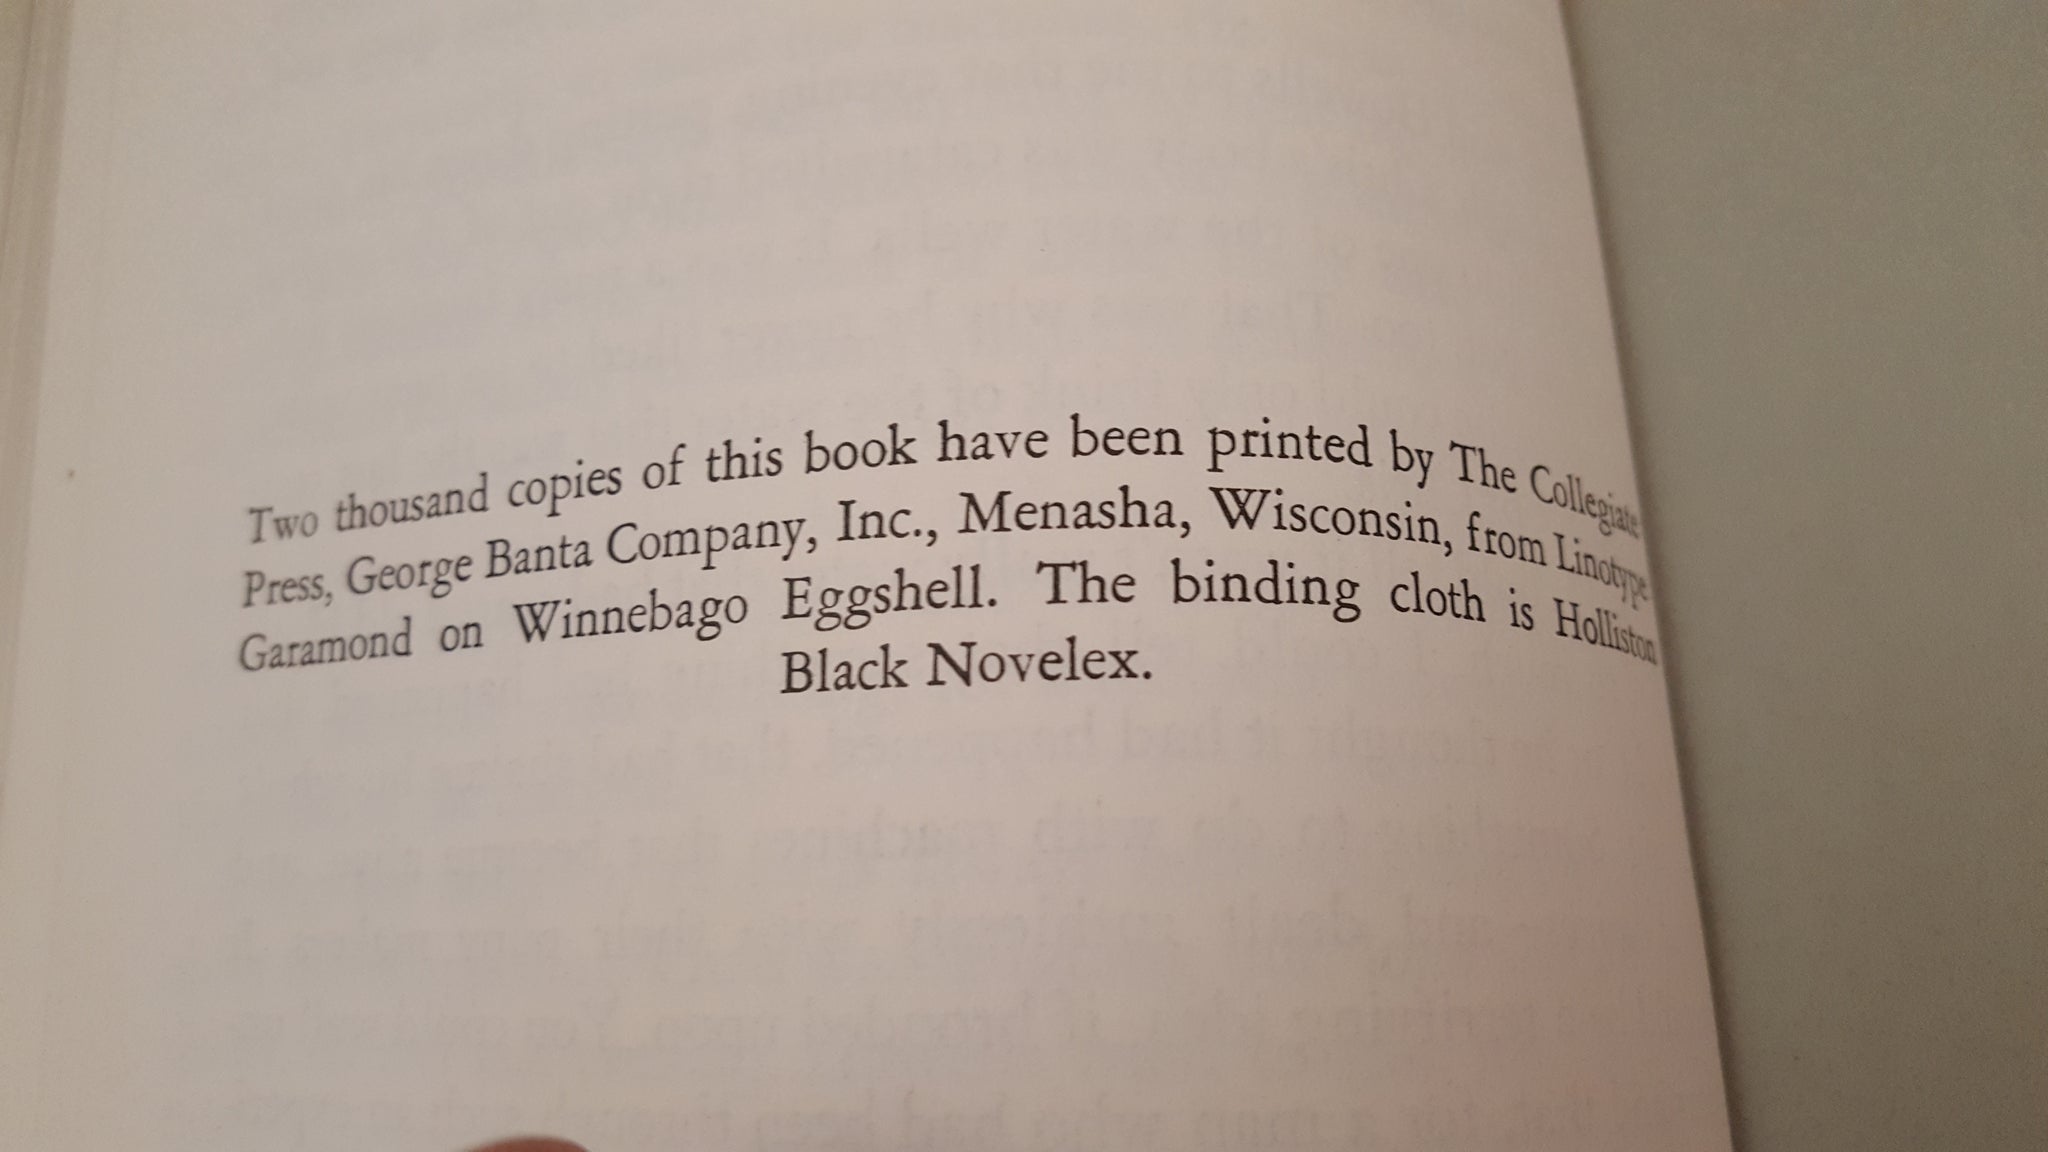 Two thousand copies of this book have been printed by The Collegiate
Press, George Banta Company, Inc., Menasha, Wisconsin, from Linotype
Garamond on Winnebago Eggshell. The binding cloth is Holliston
Black Novelex.